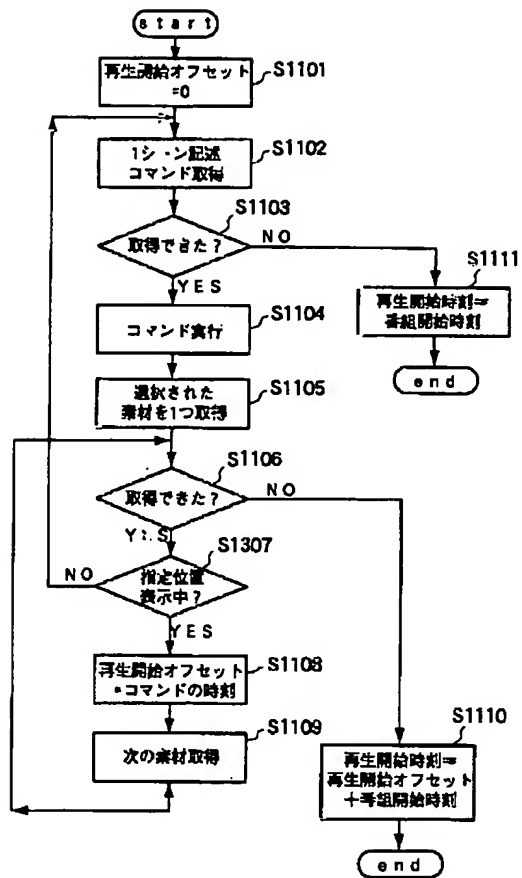 start
再生開始オフセット
=0
S1101
1シーン記述
コマンド取得
S1102
S1103
取得できた?
NO
YES
S1111
再生開始時刻=
番組開始時刻
end
コマンド実行
S1104
選択された
素材を1つ取得
S1105
S1106
取得できた?
NO
YES
S1307
指定位置
表示中?
NO
YES
再生開始オフセット
=コマンドの時刻
S1108
次の素材取得
S1109
S1110
再生開始時刻=
再生開始オフセット
+番組開始時刻
end